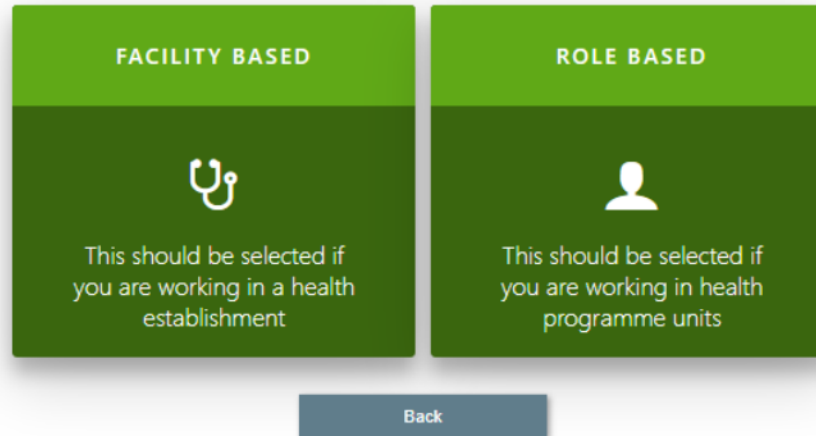 FACILITY BASED
This should be selected if
you are working in a health
establishment
ROLE BASED
This should be selected if
you are working in health
programme units
Back